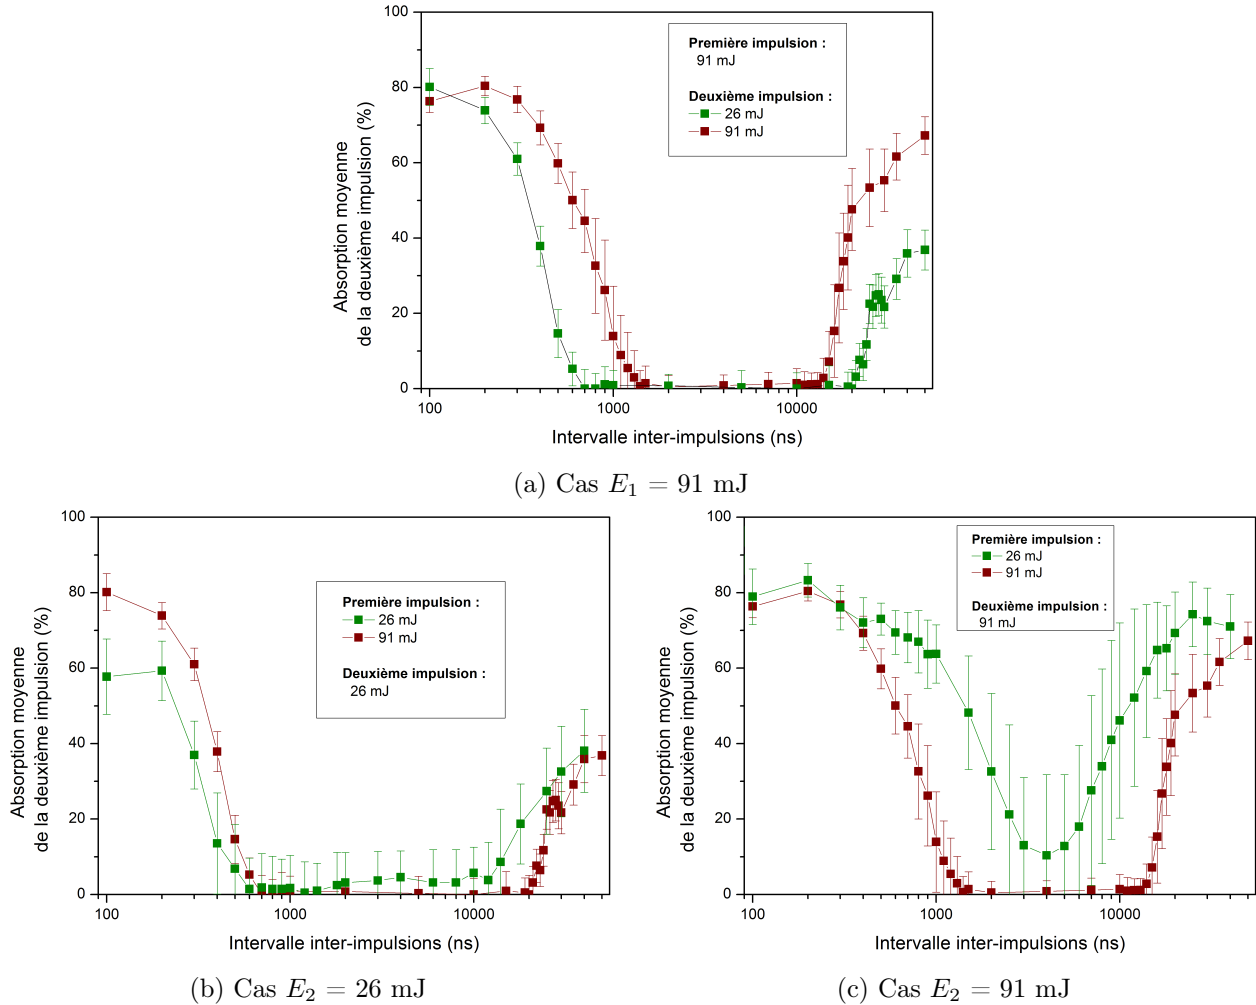 100
80
60
40
20
0
100
1000
10000
Absorption moyenne
de la deuxième impulsion (%)
Intervalle inter-impulsions (ns)
Première impulsion :
91 mJ
Deuxième impulsion :
26 mJ
91 mJ
(a) Cas E₁ = 91 mJ
100
80
60
40
20
0
100
1000
10000
Absorption moyenne
de la deuxième impulsion (%)
Intervalle inter-impulsions (ns)
Première impulsion :
26 mJ
91 mJ
Deuxième impulsion :
26 mJ
(b) Cas E₂ = 26 mJ
100
80
60
40
20
0
100
1000
10000
Absorption moyenne
de la deuxième impulsion (%)
Intervalle inter-impulsions (ns)
Première impulsion :
26 mJ
91 mJ
Deuxième impulsion :
91 mJ
(c) Cas E₂ = 91 mJ